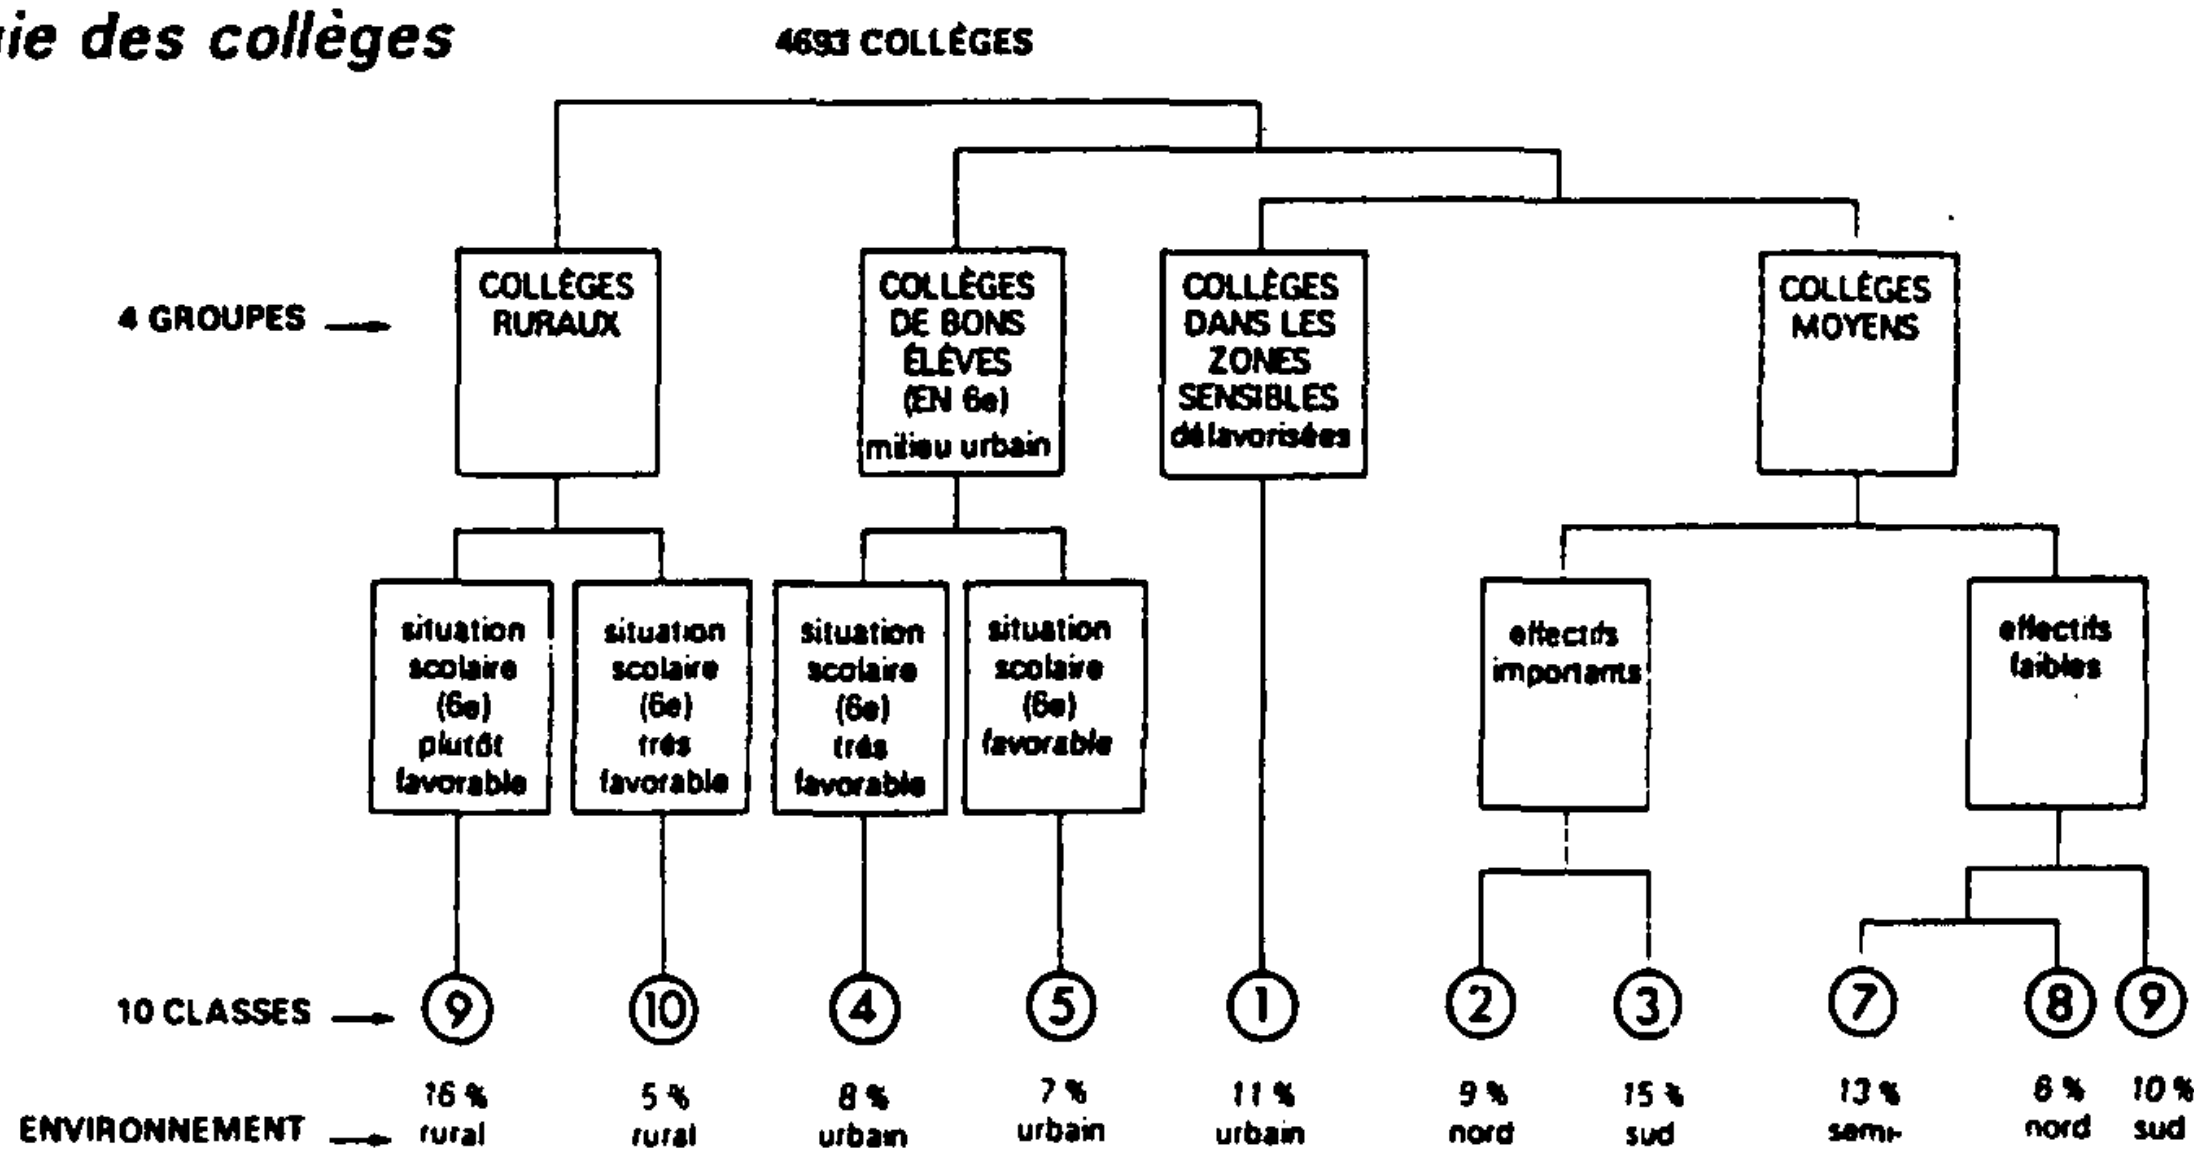 ie des collèges
4693 COLLÈGES
4 GROUPES
COLLÈGES
RURAUX
COLLÈGES
DE BONS
ÉLÈVES
(EN 6e)
milieu urbain
COLLÈGES
DANS LES
ZONES
SENSIBLES
délavorisées
COLLÈGES
MOYENS
situation
scolaire
(6e)
plutôt
favorable
situation
scolaire
(6e)
très
favorable
situation
scolaire
(6e)
très
favorable
situation
scolaire
(6e)
favorable
effectifs
importants
effectifs
faibles
10 CLASSES
9 10 4 5 1 2 3 7 8 9
16 % 5 % 8 % 7 % 11 % 9 % 15 % 13 % 10 %
ENVIRONNEMENT rural rural urbain urbain urbain nord sud semi- nord sud